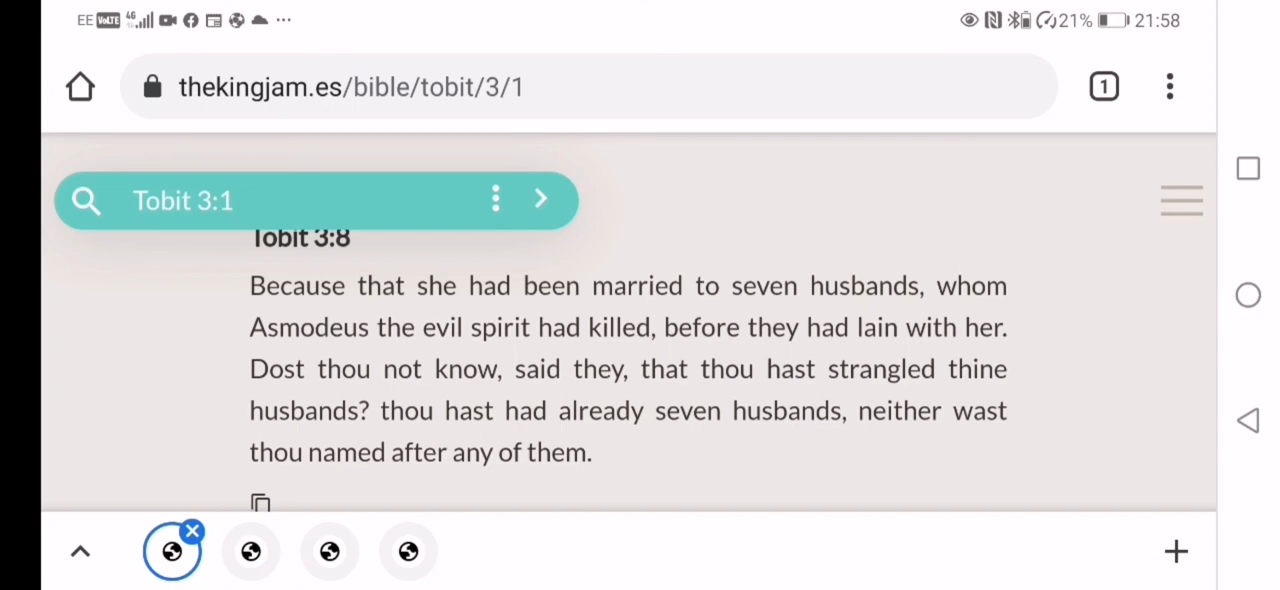 EE VoLTE 4G 21% 21:58
thekingjam.es/bible/tobit/3/1
1
Tobit 3:1
Tobit 3:8
Because that she had been married to seven husbands, whom
Asmodeus the evil spirit had killed, before they had lain with her.
Dost thou not know, said they, that thou hast strangled thine
husbands? thou hast had already seven husbands, neither wast
thou named after any of them.